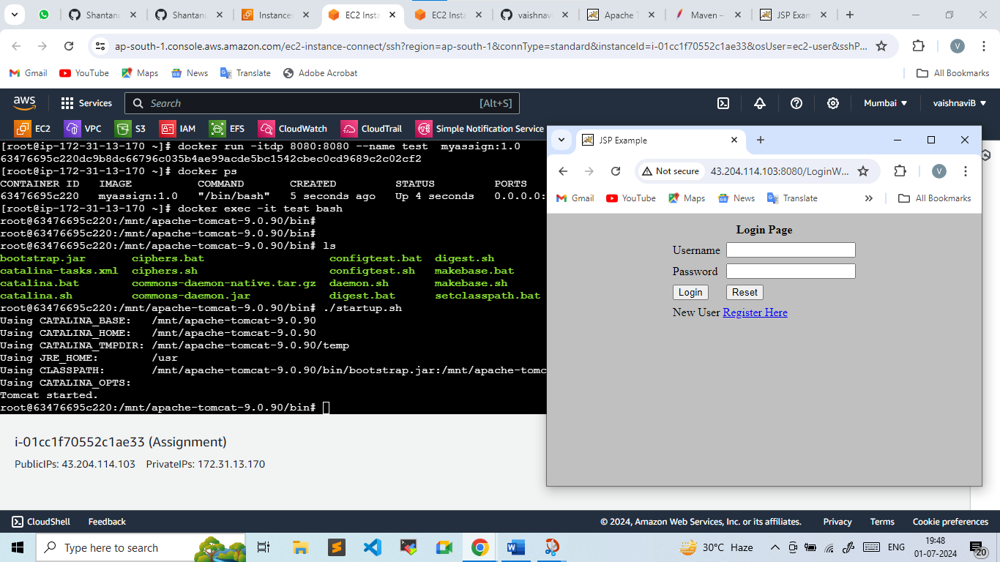 Shantanu
Shantanu
Instances
EC2 Insta
EC2 Insta
vaishnavi
Apache T
Maven –
JSP Exam
ap-south-1.console.aws.amazon.com/ec2-instance-connect/ssh?region=ap-south-1&connType=standard&instanceId=i-01cc1f70552c1ae33&osUser=ec2-user&sshP...
V
Gmail
YouTube
Maps
News
Translate
Adobe Acrobat
All Bookmarks
aws
Services
Search
[Alt+S]
Mumbai
vaishnaviB
EC2
VPC
S3
IAM
EFS
CloudWatch
CloudTrail
Simple Notification Service
[root@ip-172-31-13-170 ~]# docker run -itdp 8080:8080 --name test  myassign:1.0
63476695c220dc9b8dc66796c035b4ae99acde5bc1542cbec0cd9689c2c02cf2
[root@ip-172-31-13-170 ~]# docker ps
CONTAINER ID   IMAGE          COMMAND       CREATED         STATUS         PORTS
63476695c220   myassign:1.0   "/bin/bash"   5 seconds ago   Up 4 seconds   0.0.0.0:
[root@ip-172-31-13-170 ~]# docker exec -it test bash
root@63476695c220:/mnt/apache-tomcat-9.0.90/bin#
root@63476695c220:/mnt/apache-tomcat-9.0.90/bin#
root@63476695c220:/mnt/apache-tomcat-9.0.90/bin# ls
bootstrap.jar       ciphers.bat                   configtest.bat  digest.sh
catalina-tasks.xml  ciphers.sh                    configtest.sh   makebase.bat
catalina.bat        commons-daemon-native.tar.gz  daemon.sh       makebase.sh
catalina.sh         commons-daemon.jar            digest.bat      setclasspath.bat
root@63476695c220:/mnt/apache-tomcat-9.0.90/bin# ./startup.sh
Using CATALINA_BASE:   /mnt/apache-tomcat-9.0.90
Using CATALINA_HOME:   /mnt/apache-tomcat-9.0.90
Using CATALINA_TMPDIR: /mnt/apache-tomcat-9.0.90/temp
Using JRE_HOME:        /usr
Using CLASSPATH:       /mnt/apache-tomcat-9.0.90/bin/bootstrap.jar:/mnt/apache-tomc
Using CATALINA_OPTS:
Tomcat started.
root@63476695c220:/mnt/apache-tomcat-9.0.90/bin#
JSP Example
Not secure
43.204.114.103:8080/LoginW...
V
Gmail
YouTube
Maps
News
Translate
All Bookmarks
Login Page
Username
Password
Login
Reset
New User Register Here
i-01cc1f70552c1ae33 (Assignment)
PublicIPs: 43.204.114.103    PrivateIPs: 172.31.13.170
CloudShell
Feedback
© 2024, Amazon Web Services, Inc. or its affiliates.
Privacy
Terms
Cookie preferences
Type here to search
30°C  Haze
ENG
19:48
01-07-2024
20